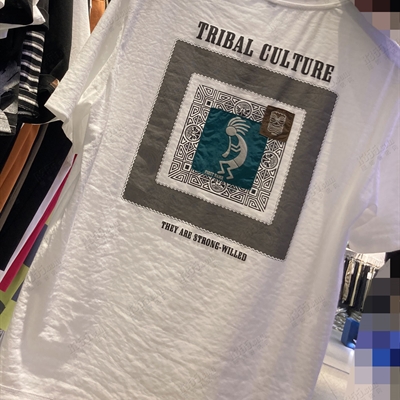 TRIBAL CULTURE
THEY ARE STRONG-WILLED